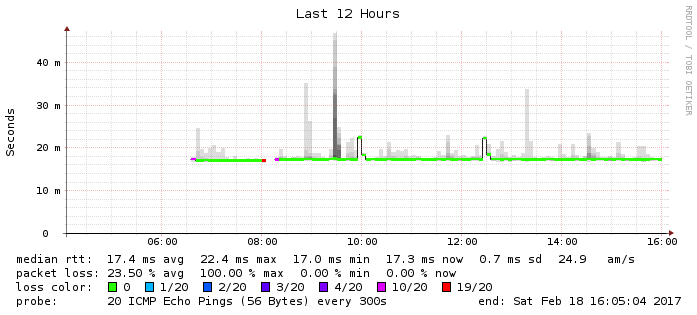 Last 12 Hours
RRDTOOL / TOBI OETIKER
Seconds
40 m
30 m
20 m
10 m
0
06:00 08:00 10:00 12:00 14:00 16:00
median rtt: 17.4 ms avg 22.4 ms max 17.0 ms min 17.3 ms now 0.7 ms sd 24.9 am/s
packet loss: 23.50 % avg 100.00 % max 0.00 % min 0.00 % now
loss color: 0 1/20 2/20 3/20 4/20 10/20 19/20
probe: 20 ICMP Echo Pings (56 Bytes) every 300s end: Sat Feb 18 16:05:04 2017